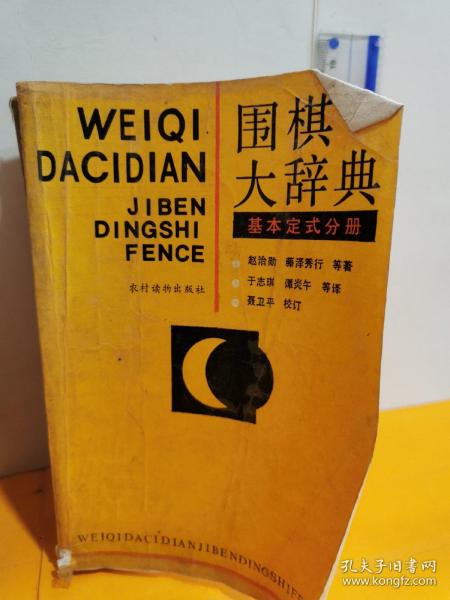 WEIQI
DACIDIAN
JIBEN
DINGSHI
FENCE
农村读物出版社
围棋
大辞典
基本定式分册
赵治勋 藤泽秀行 等著
于志琪 谭炎午 等译
聂卫平 校订
WEIQIDACIDIANJIBENDINGSHIFE
孔夫子旧书网
www.kongfz.com